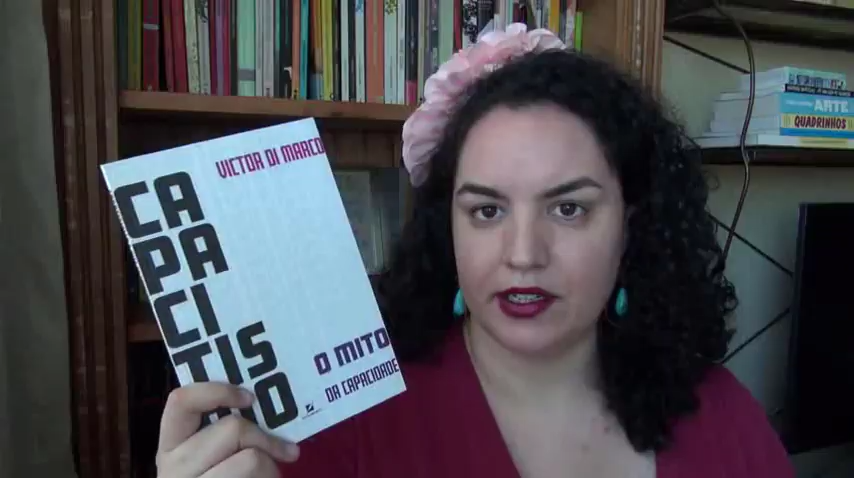 VICTOR DI MARCO
CA
PA
CI
TIS
MO
O MITO
DA CAPACIDADE
ARTE
QUADRINHOS